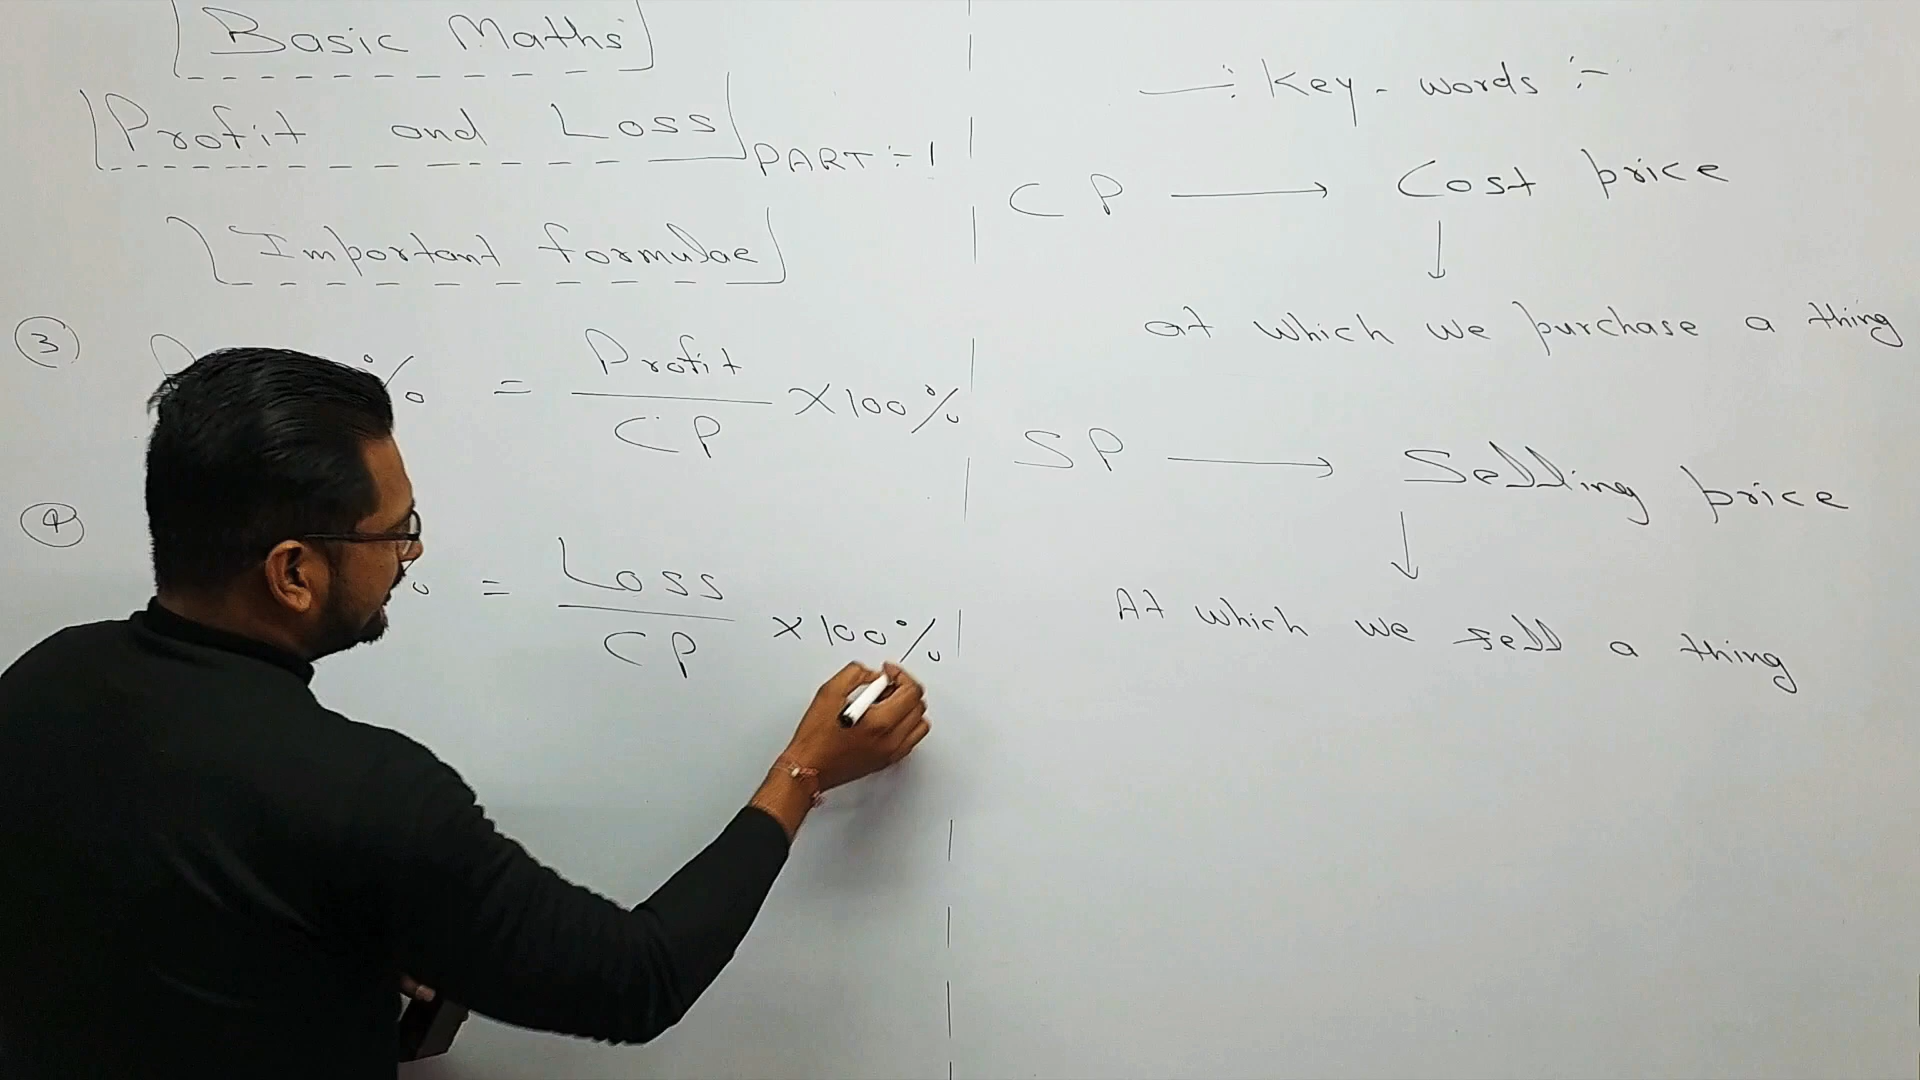 Basic Maths
Profit and Loss PART :- 1
Important formulae
3 % = Profit / CP × 100%
4 = Loss / CP × 100%
Key - words :-
CP → Cost price
↓
at which we purchase a thing
SP → Selling price
↓
At which we sell a thing